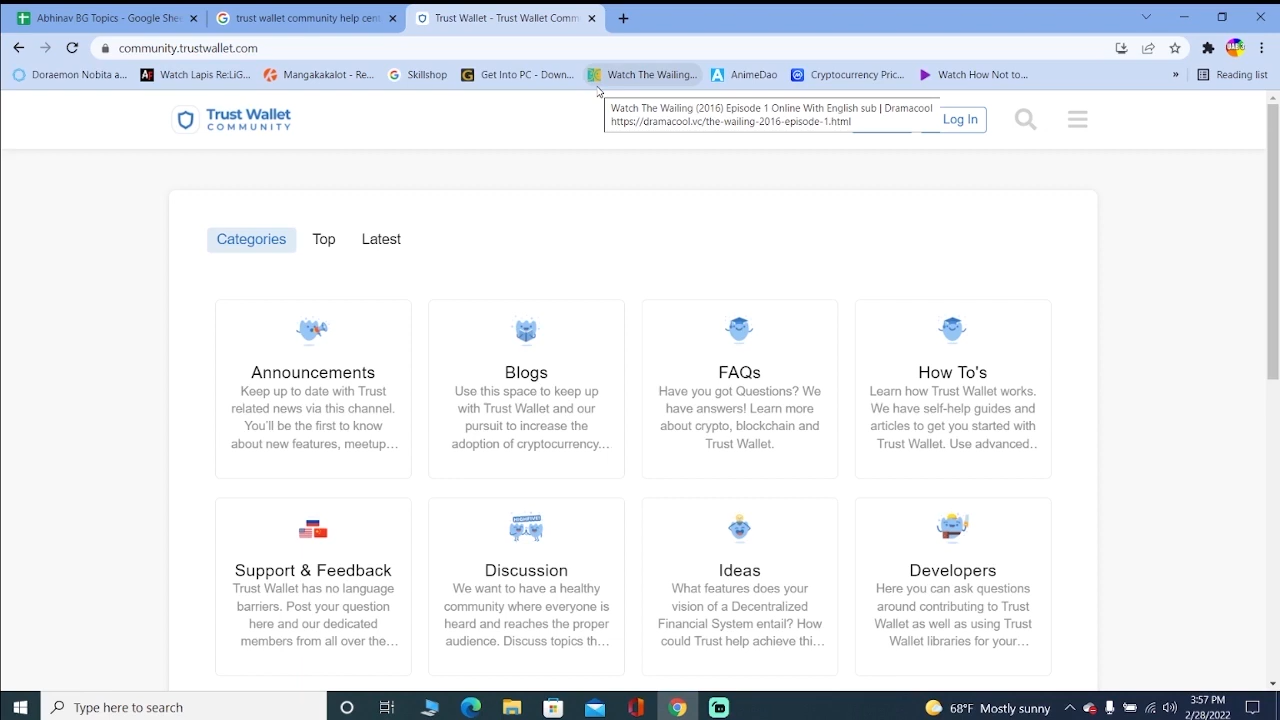 Abhinav BG Topics - Google She
trust wallet community help cent
Trust Wallet - Trust Wallet Comm
community.trustwallet.com
Doraemon Nobita a...
Watch Lapis Re:LiG...
Mangakakalot - Re...
Skillshop
Get Into PC - Down...
Watch The Wailing...
AnimeDao
Cryptocurrency Pric...
Watch How Not to...
»
Reading list
Watch The Wailing (2016) Episode 1 Online With English sub | Dramacool
https://dramacool.vc/the-wailing-2016-episode-1.html
Trust Wallet
COMMUNITY
Log In
Categories
Top
Latest
Announcements
Keep up to date with Trust
related news via this channel.
You'll be the first to know
about new features, meetup...
Blogs
Use this space to keep up
with Trust Wallet and our
pursuit to increase the
adoption of cryptocurrency....
FAQs
Have you got Questions? We
have answers! Learn more
about crypto, blockchain and
Trust Wallet.
How To's
Learn how Trust Wallet works.
We have self-help guides and
articles to get you started with
Trust Wallet. Use advanced..
Support & Feedback
Trust Wallet has no language
barriers. Post your question
here and our dedicated
members from all over the...
Discussion
We want to have a healthy
community where everyone is
heard and reaches the proper
audience. Discuss topics th...
Ideas
What features does your
vision of a Decentralized
Financial System entail? How
could Trust help achieve thi...
Developers
Here you can ask questions
around contributing to Trust
Wallet as well as using Trust
Wallet libraries for your...
Type here to search
68°F Mostly sunny
3:57 PM
2/28/2022